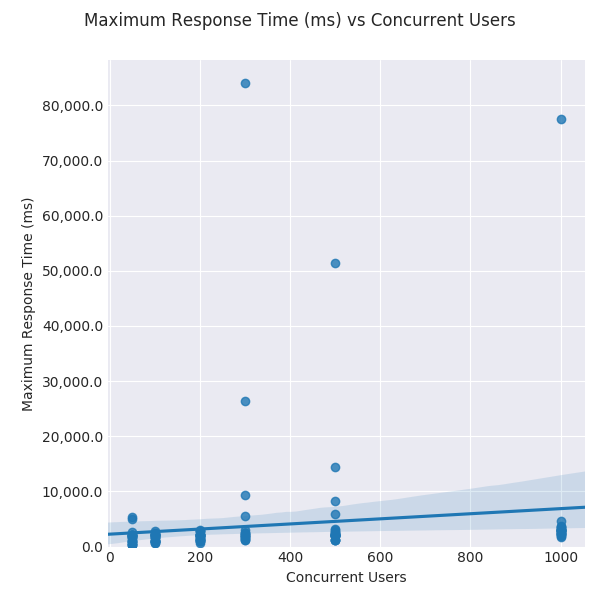 Maximum Response Time (ms) vs Concurrent Users
80,000.0
70,000.0
60,000.0
50,000.0
40,000.0
30,000.0
20,000.0
10,000.0
0.0
Maximum Response Time (ms)
0 200 400 600 800 1000
Concurrent Users